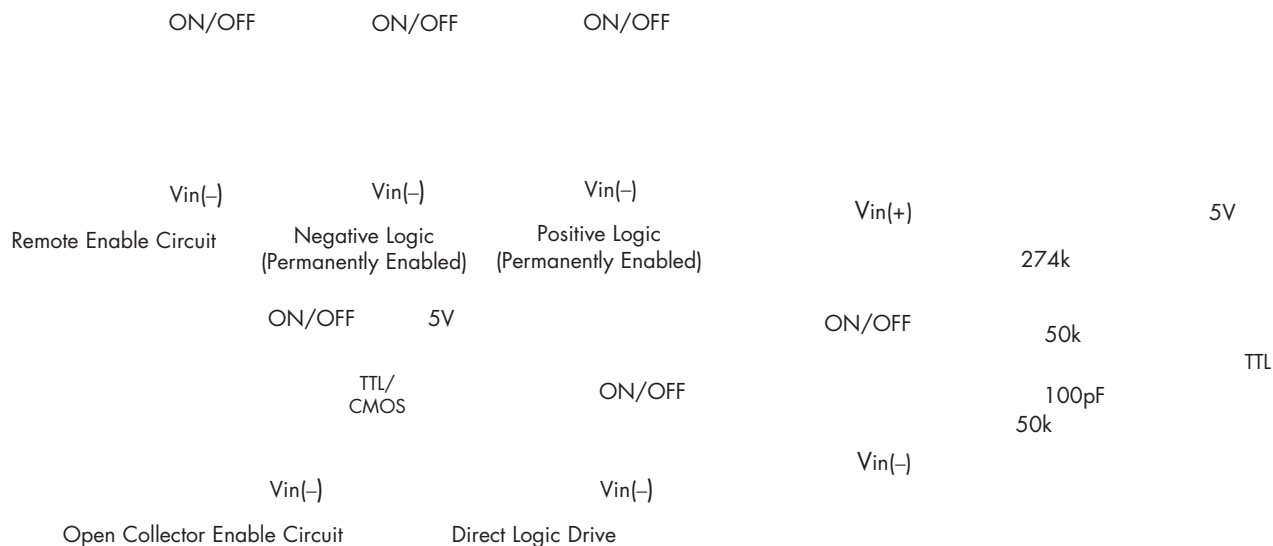 ON/OFF
ON/OFF
ON/OFF
Vin(–)
Vin(–)
Vin(–)
Remote Enable Circuit
Negative Logic
(Permanently Enabled)
Positive Logic
(Permanently Enabled)
ON/OFF
5V
TTL/
CMOS
ON/OFF
Vin(–)
Vin(–)
Open Collector Enable Circuit
Direct Logic Drive
Vin(+)
5V
274k
ON/OFF
50k
TTL
100pF
50k
Vin(–)